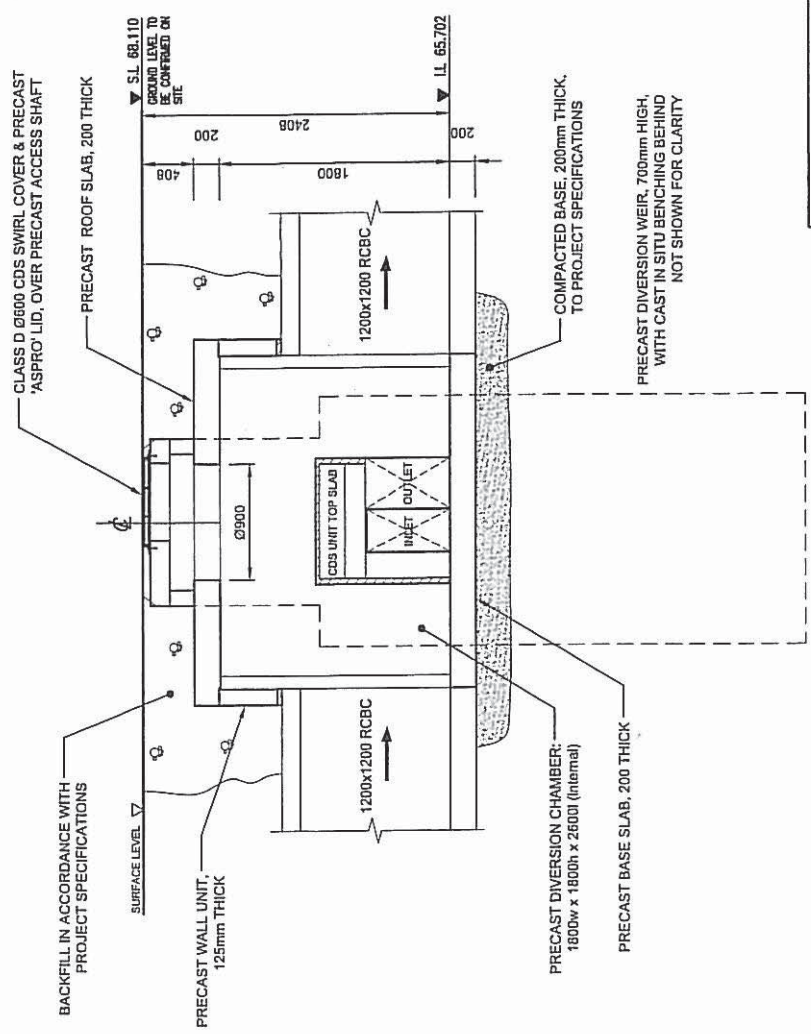 CLASS D Ø600 CDS SWIRL COVER & PRECAST
'ASPRO' LID, OVER PRECAST ACCESS SHAFT
S.L 68.110
GROUND LEVEL TO
BE CONFIRMED ON
SITE
PRECAST ROOF SLAB, 200 THICK
BACKFILL IN ACCORDANCE WITH
PROJECT SPECIFICATIONS
SURFACE LEVEL
408
200
2408
1800
200
I.L 65.702
PRECAST WALL UNIT,
125mm THICK
Ø900
1200x1200 RCBC
1200x1200 RCBC
CDS UNIT TOP SLAB
INLET
OUTLET
COMPACTED BASE, 200mm THICK,
TO PROJECT SPECIFICATIONS
PRECAST DIVERSION CHAMBER:
1800w x 1800h x 2600l (Internal)
PRECAST BASE SLAB, 200 THICK
PRECAST DIVERSION WEIR, 700mm HIGH,
WITH CAST IN SITU BENCHING BEHIND
NOT SHOWN FOR CLARITY